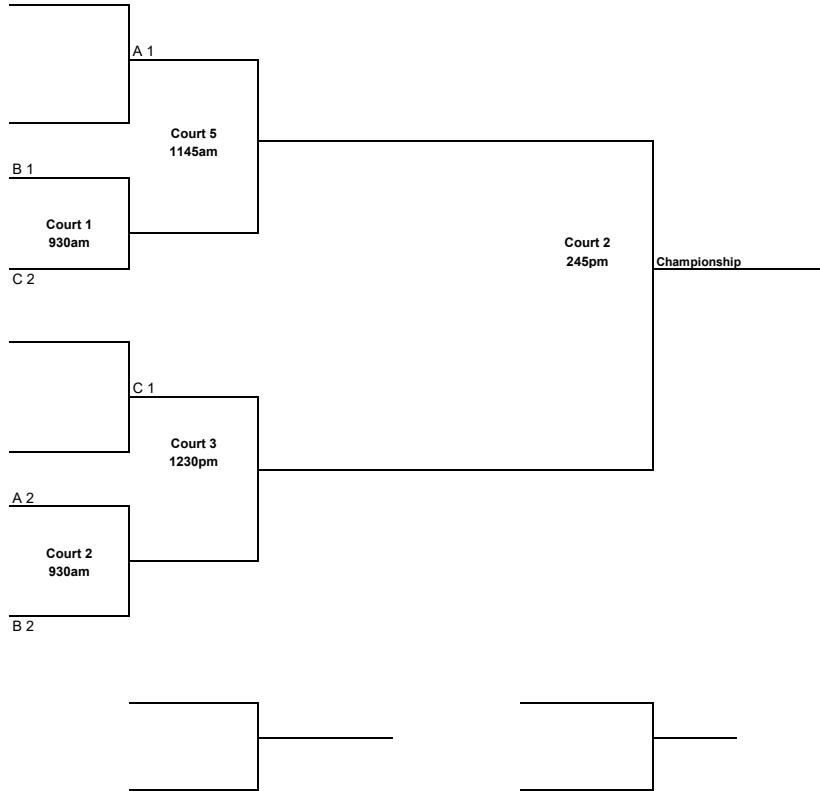 A 1
Court 5
1145am
B 1
Court 1
930am
C 2
Court 2
245pm
Championship
C 1
Court 3
1230pm
A 2
Court 2
930am
B 2